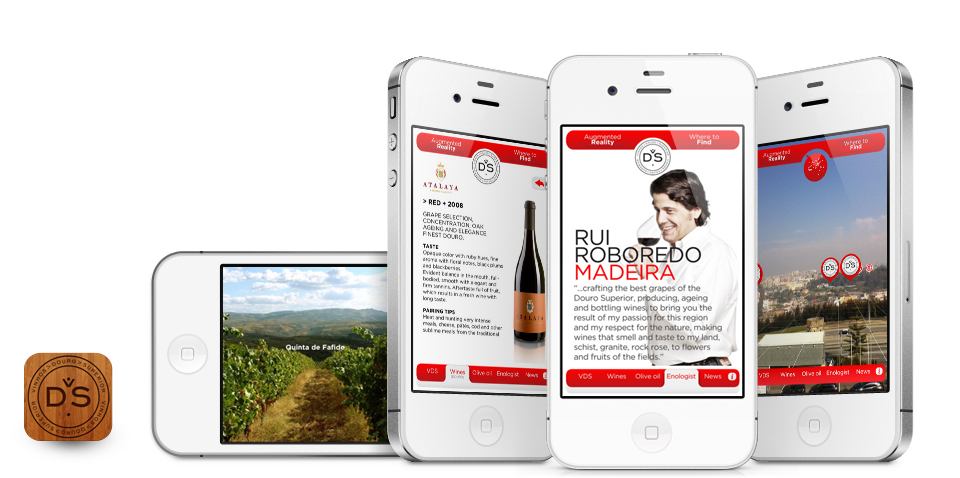 VINHOS • DOURO • SUPERIOR
DS
Quinta de Fafide
Augmented
Reality
Where to
Find
DS
ATALAYA
> RED + 2008
GRAPE SELECTION,
CONCENTRATION, OAK
AGEING AND ELEGANCE
FINEST DOURO.
TASTE
Opaque color with ruby hues, fine
aroma with floral notes, black plums
and blackberries.
Evident balance in the mouth, full-
bodied, smooth with elegant and
firm tannins. Aftertaste full of fruit,
which results in a fresh wine with
long taste.
PAIRING TIPS
Meat and hunting very intense
meals, cheese, pates, cod and other
sublime meals from the traditional
ATALAYA
VDS
Wines
Olive oil
Enologist
News
i
Augmented
Reality
Where to
Find
DS
RUI
ROBOREDO
MADEIRA
"...crafting the best grapes of the
Douro Superior, producing, ageing
and bottling wines, to bring you the
result of my passion for this region
and my respect for the nature, making
wines that smell and taste to my land,
schist, granite, rock rose, to flowers
and fruits of the fields."
VDS
Wines
Olive oil
Enologist
News
i
Augmented
Reality
Where to
Find
DS
DS
VDS
Wines
Olive oil
Enologist
News
i